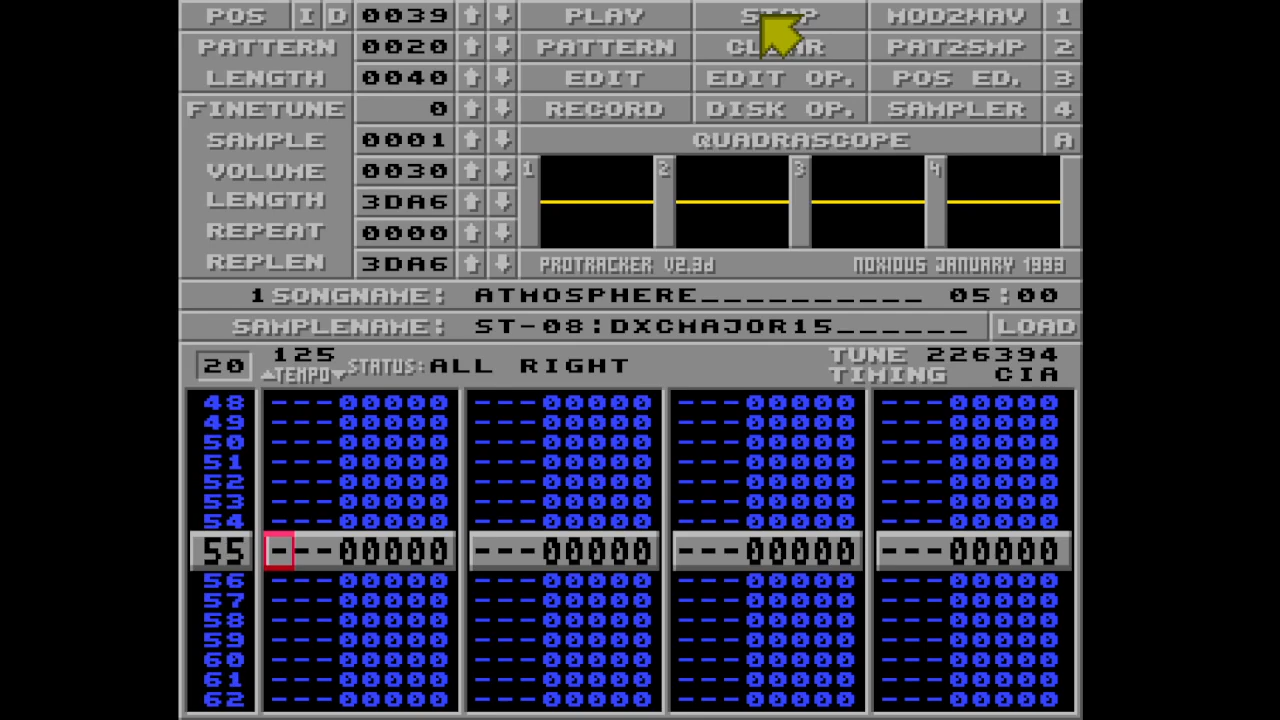 POS I D 0039 PLAY STOP MOD2WAV 1
PATTERN 0020 PATTERN CLEAR PAT2SMP 2
LENGTH 0040 EDIT EDIT OP. POS ED. 3
FINETUNE 0 RECORD DISK OP. SAMPLER 4
SAMPLE 0001 QUADRASCOPE A
VOLUME 0030 1 2 3 4
LENGTH 3DA6
REPEAT 0000
REPLEN 3DA6 PROTRACKER V2.3d NOXIOUS JANUARY 1993
1 SONGNAME: ATMOSPHERE__________ 05:00
SAMPLENAME: ST-08:DXCMAJOR15______ LOAD
20 125 TEMPO STATUS: ALL RIGHT TUNE 226394
TIMING CIA
48 ---00000 ---00000 ---00000 ---00000
49 ---00000 ---00000 ---00000 ---00000
50 ---00000 ---00000 ---00000 ---00000
51 ---00000 ---00000 ---00000 ---00000
52 ---00000 ---00000 ---00000 ---00000
53 ---00000 ---00000 ---00000 ---00000
54 ---00000 ---00000 ---00000 ---00000
55 ---00000 ---00000 ---00000 ---00000
56 ---00000 ---00000 ---00000 ---00000
57 ---00000 ---00000 ---00000 ---00000
58 ---00000 ---00000 ---00000 ---00000
59 ---00000 ---00000 ---00000 ---00000
60 ---00000 ---00000 ---00000 ---00000
61 ---00000 ---00000 ---00000 ---00000
62 ---00000 ---00000 ---00000 ---00000